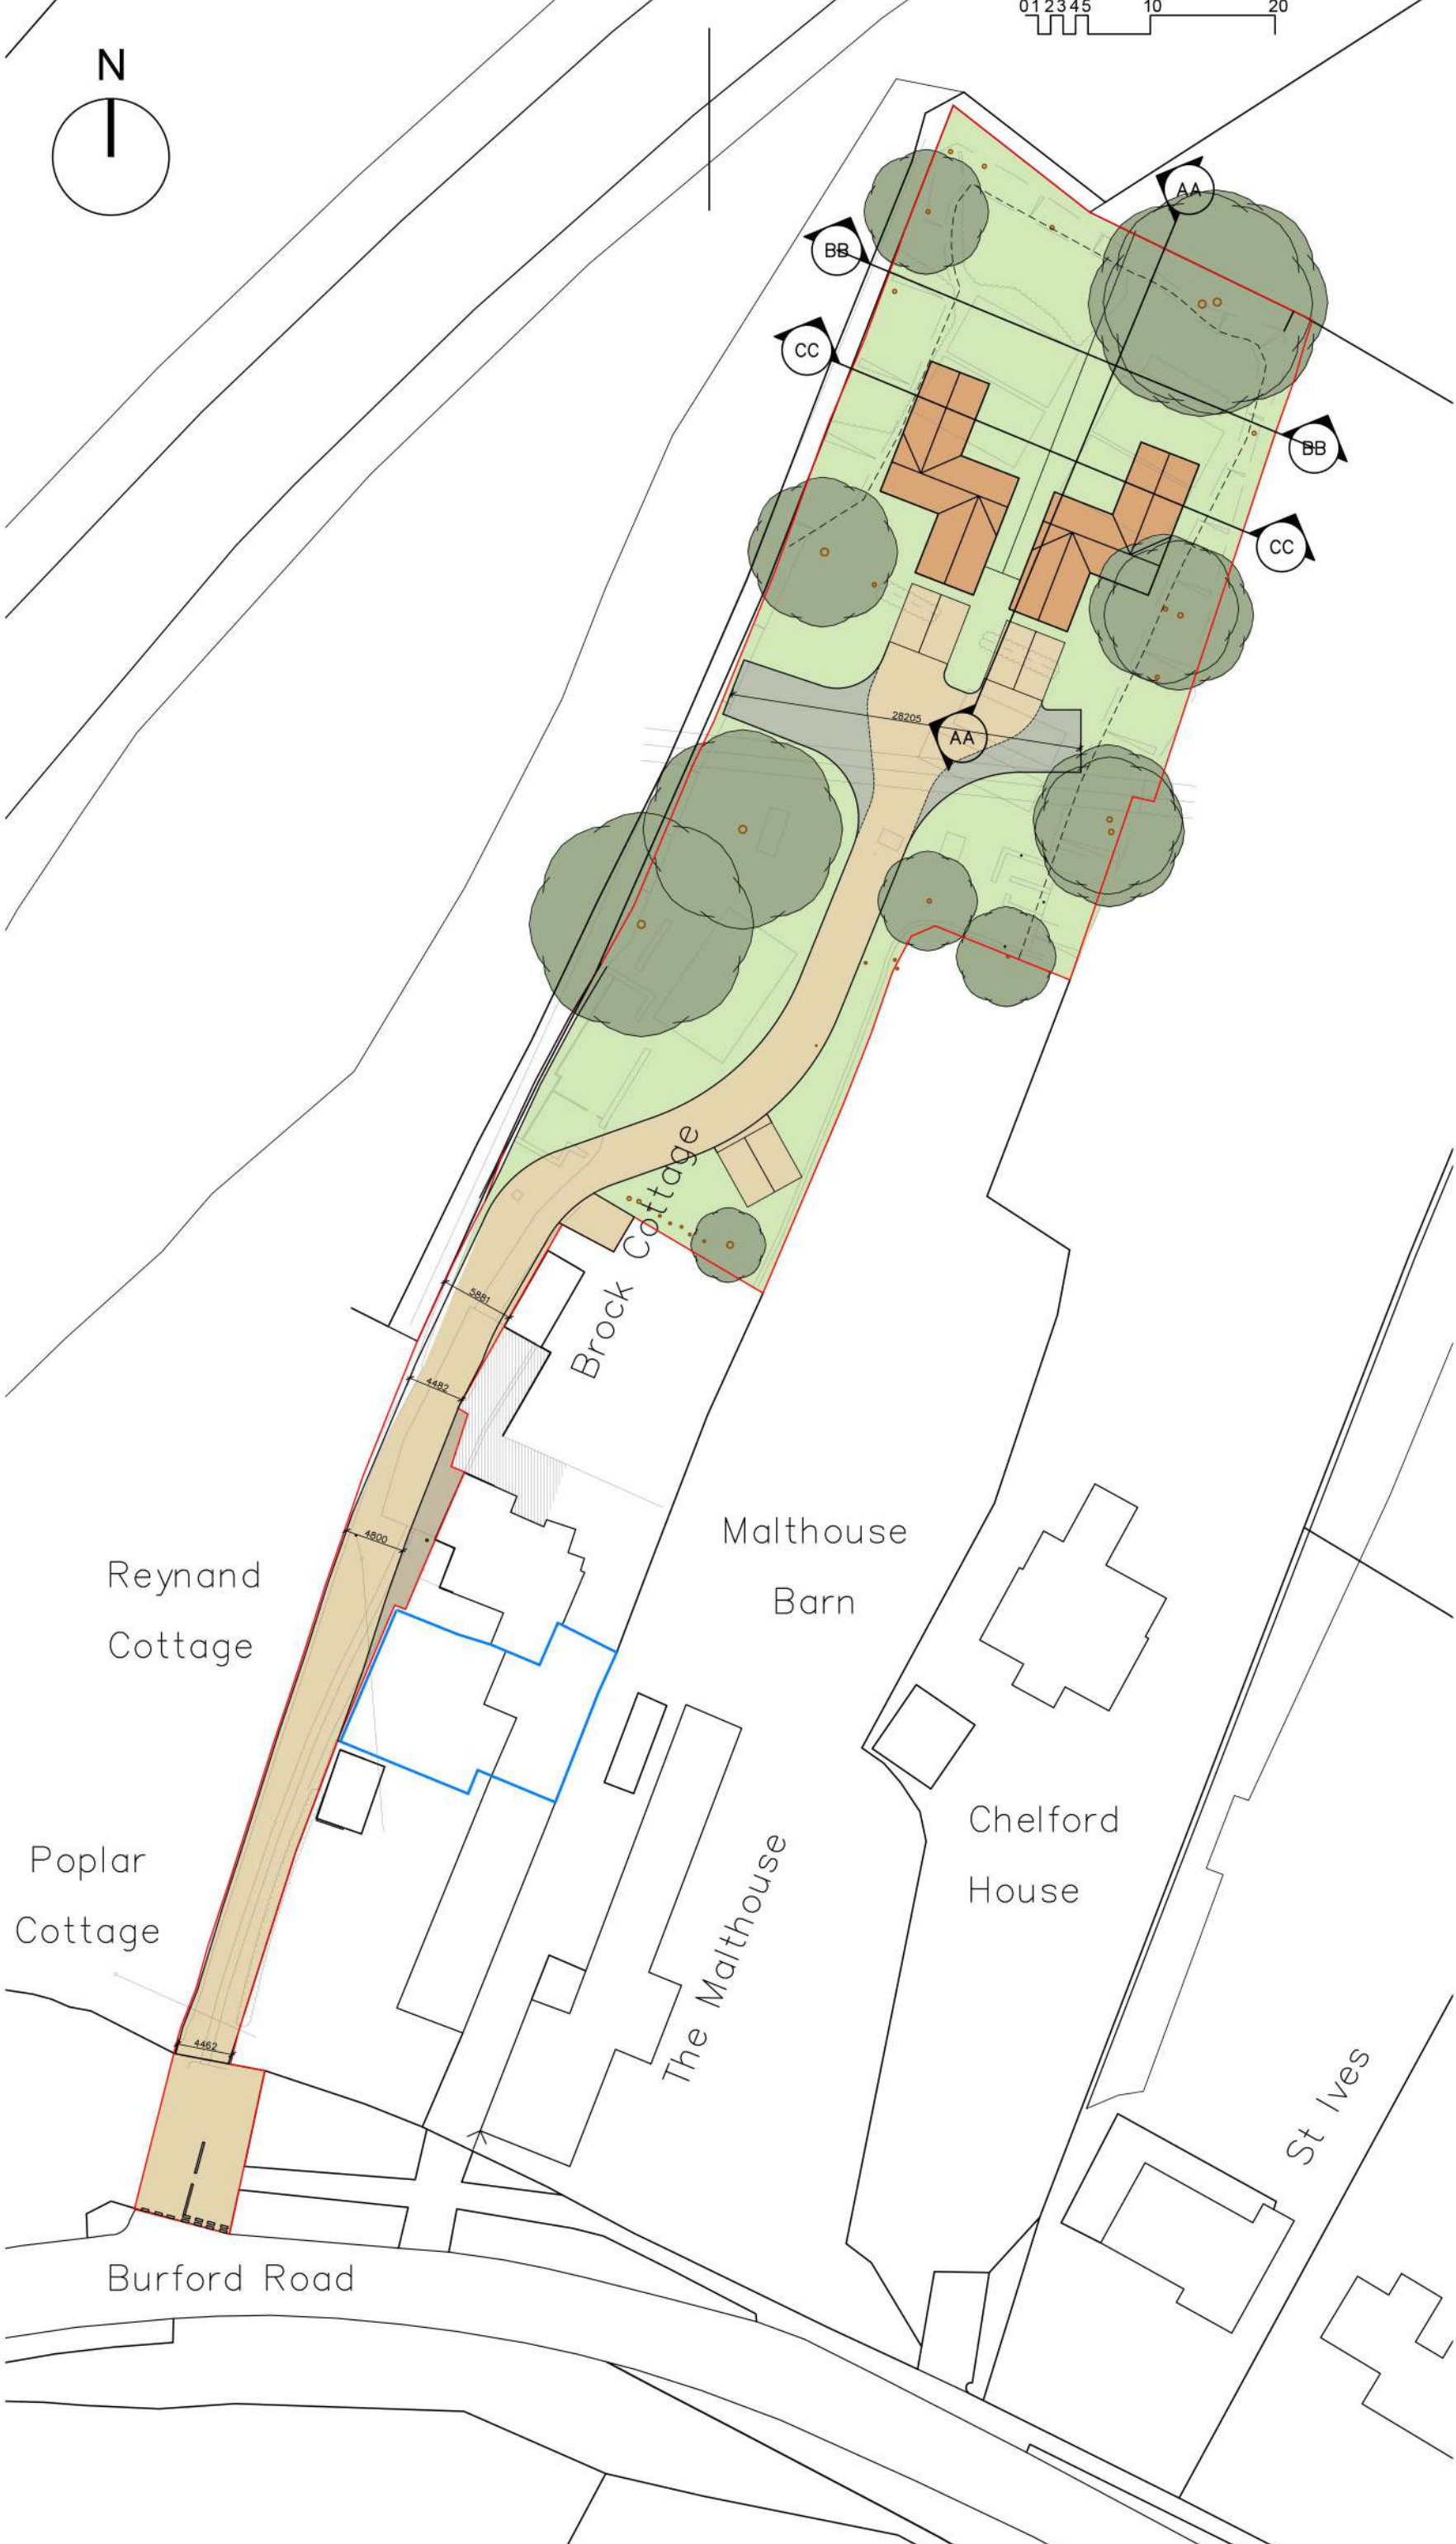 0 1 2 3 4 5 10 20
N
AA
BB
CC
BB
CC
28205
AA
Brock Cottage
5881
4482
4800
Malthouse
Barn
Reynand
Cottage
Chelford
House
Poplar
Cottage
The Malthouse
4462
St Ives
Burford Road